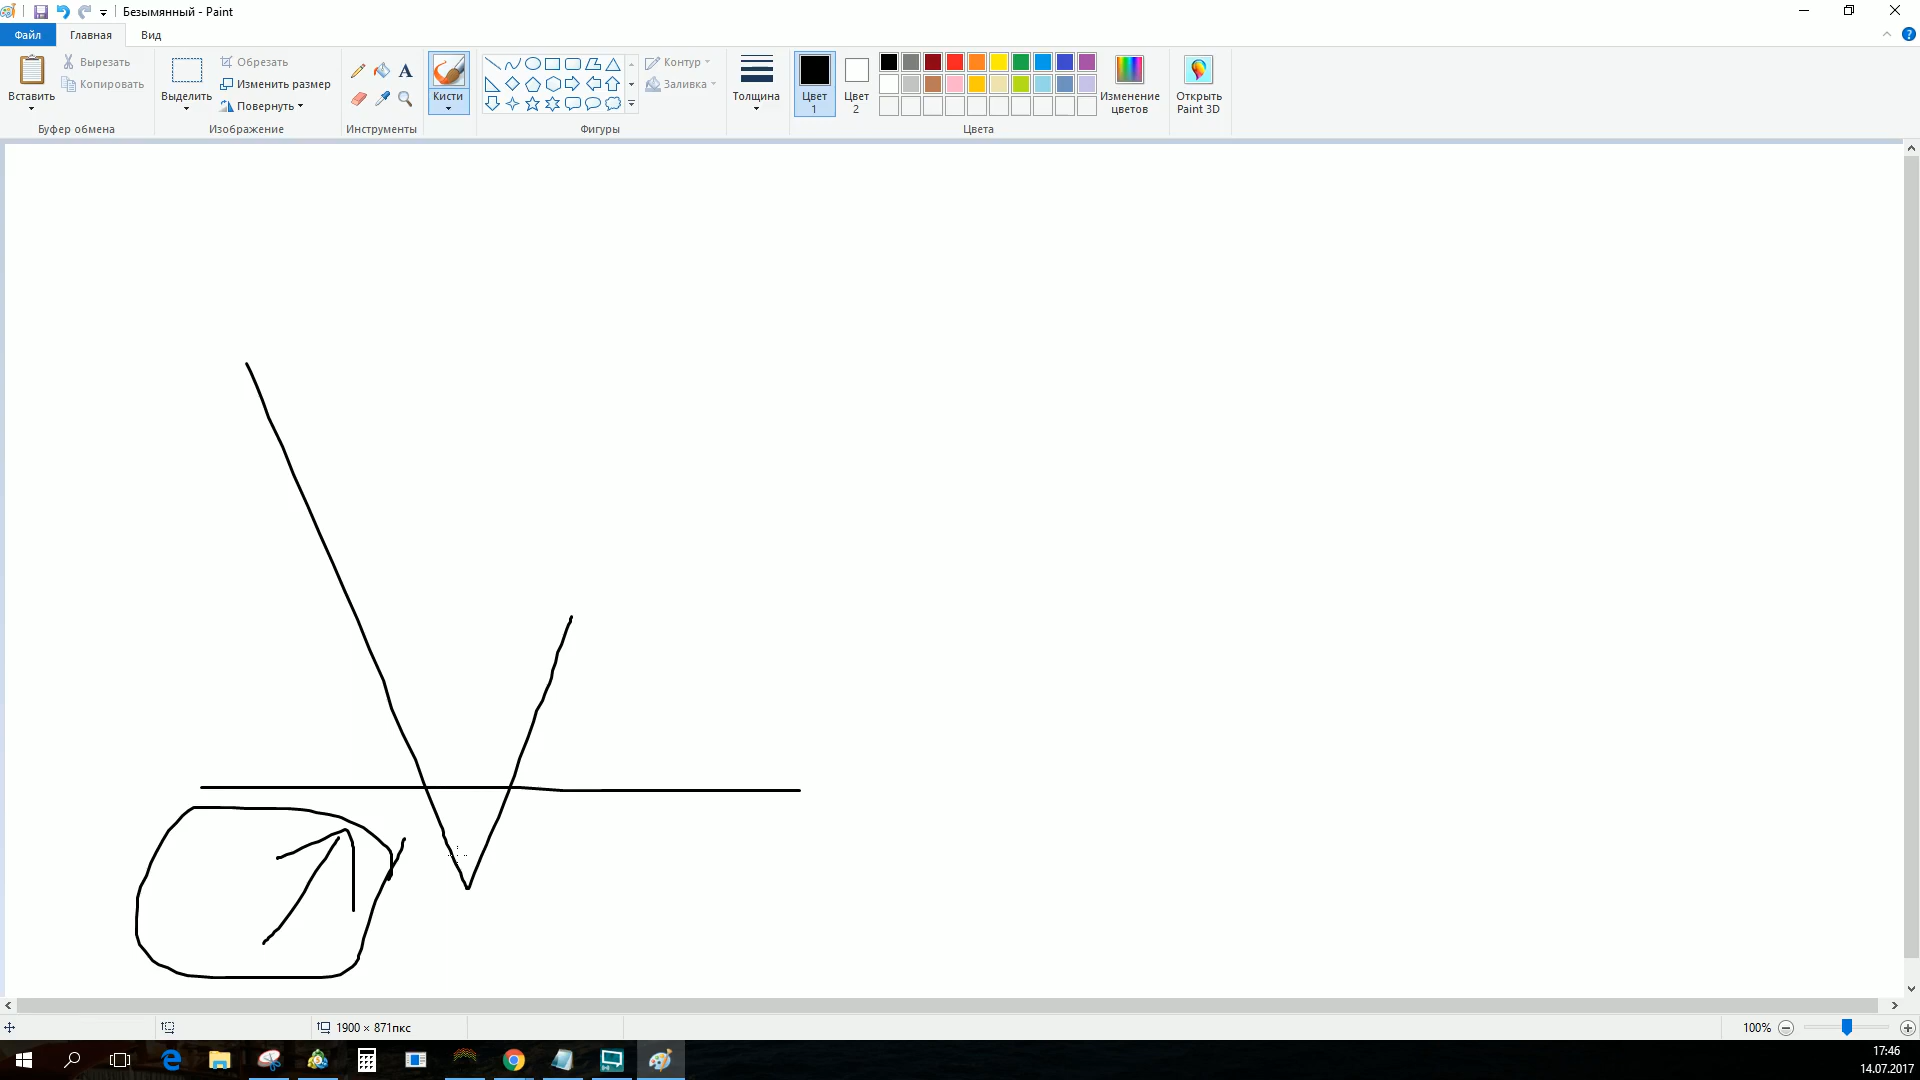 Безымянный - Paint
Файл Главная Вид
Вставить
Вырезать
Копировать
Буфер обмена
Выделить
Обрезать
Изменить размер
Повернуть
Изображение
A
Инструменты
Кисти
Фигуры
Контур
Заливка
Толщина
Цвет 1
Цвет 2
Цвета
Изменение цветов
Открыть Paint 3D
1900 × 871пкс
100%
17:46
14.07.2017